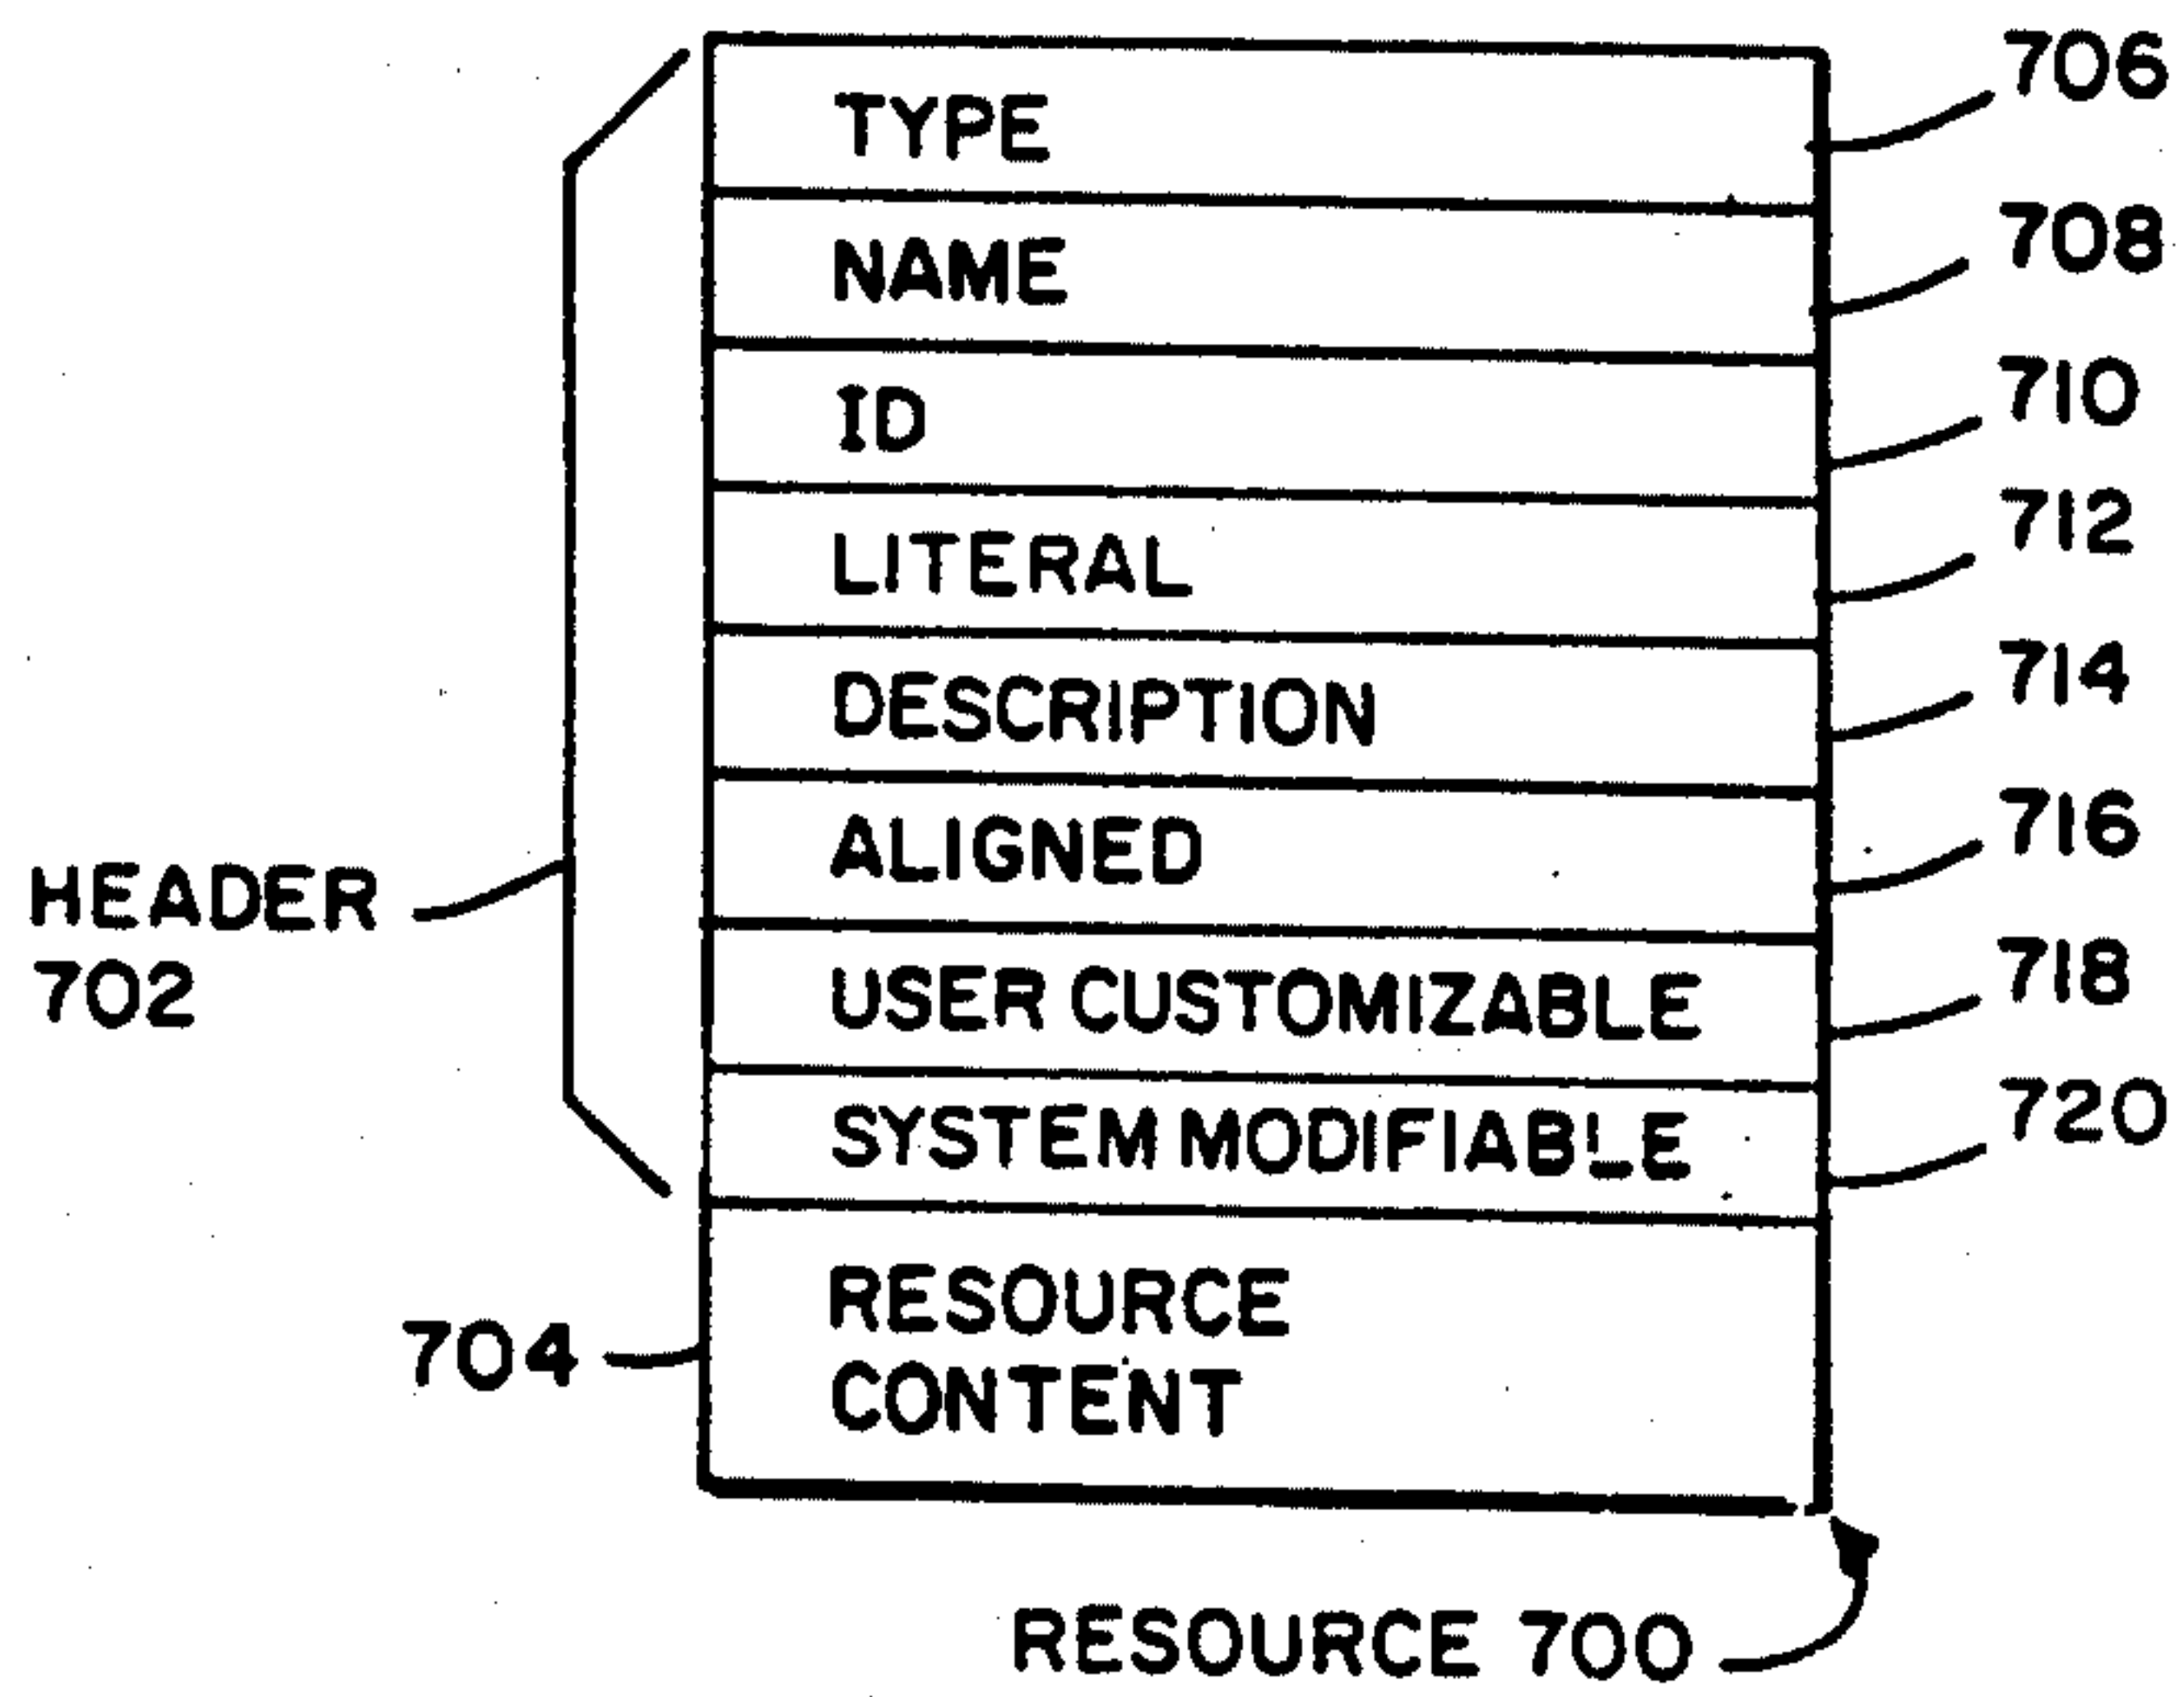 TYPE 706
NAME 708
ID 710
LITERAL 712
DESCRIPTION 714
ALIGNED 716
HEADER
702
USER CUSTOMIZABLE 718
SYSTEM MODIFIABLE 720
RESOURCE
CONTENT
704
RESOURCE 700